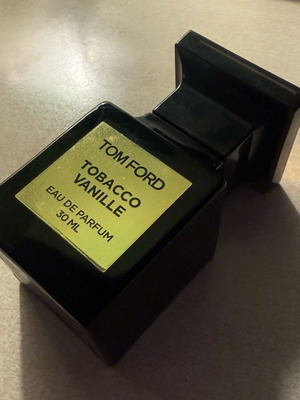 TOM FORD
TOBACCO
VANILLE
EAU DE PARFUM
30 ML